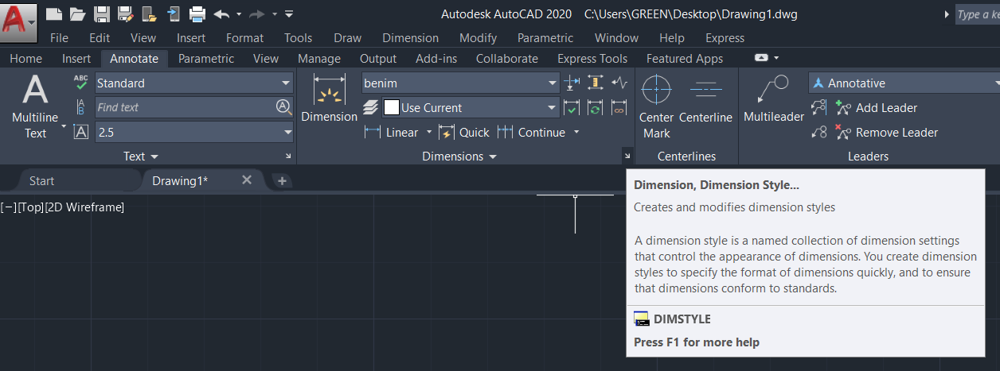 Autodesk AutoCAD 2020 C:\Users\GREEN\Desktop\Drawing1.dwg Type a key
File Edit View Insert Format Tools Draw Dimension Modify Parametric Window Help Express
Home Insert Annotate Parametric View Manage Output Add-ins Collaborate Express Tools Featured Apps
A
Multiline
Text
ABC
Standard
Find text
2.5
Text
Dimension
benim
Use Current
Linear Quick Continue
Dimensions
Center
Mark
Centerline
Centerlines
Multileader
Annotative
Add Leader
Remove Leader
Leaders
Start Drawing1*
[−][Top][2D Wireframe]
Dimension, Dimension Style...
Creates and modifies dimension styles
A dimension style is a named collection of dimension settings
that control the appearance of dimensions. You create dimension
styles to specify the format of dimensions quickly, and to ensure
that dimensions conform to standards.
DIMSTYLE
Press F1 for more help